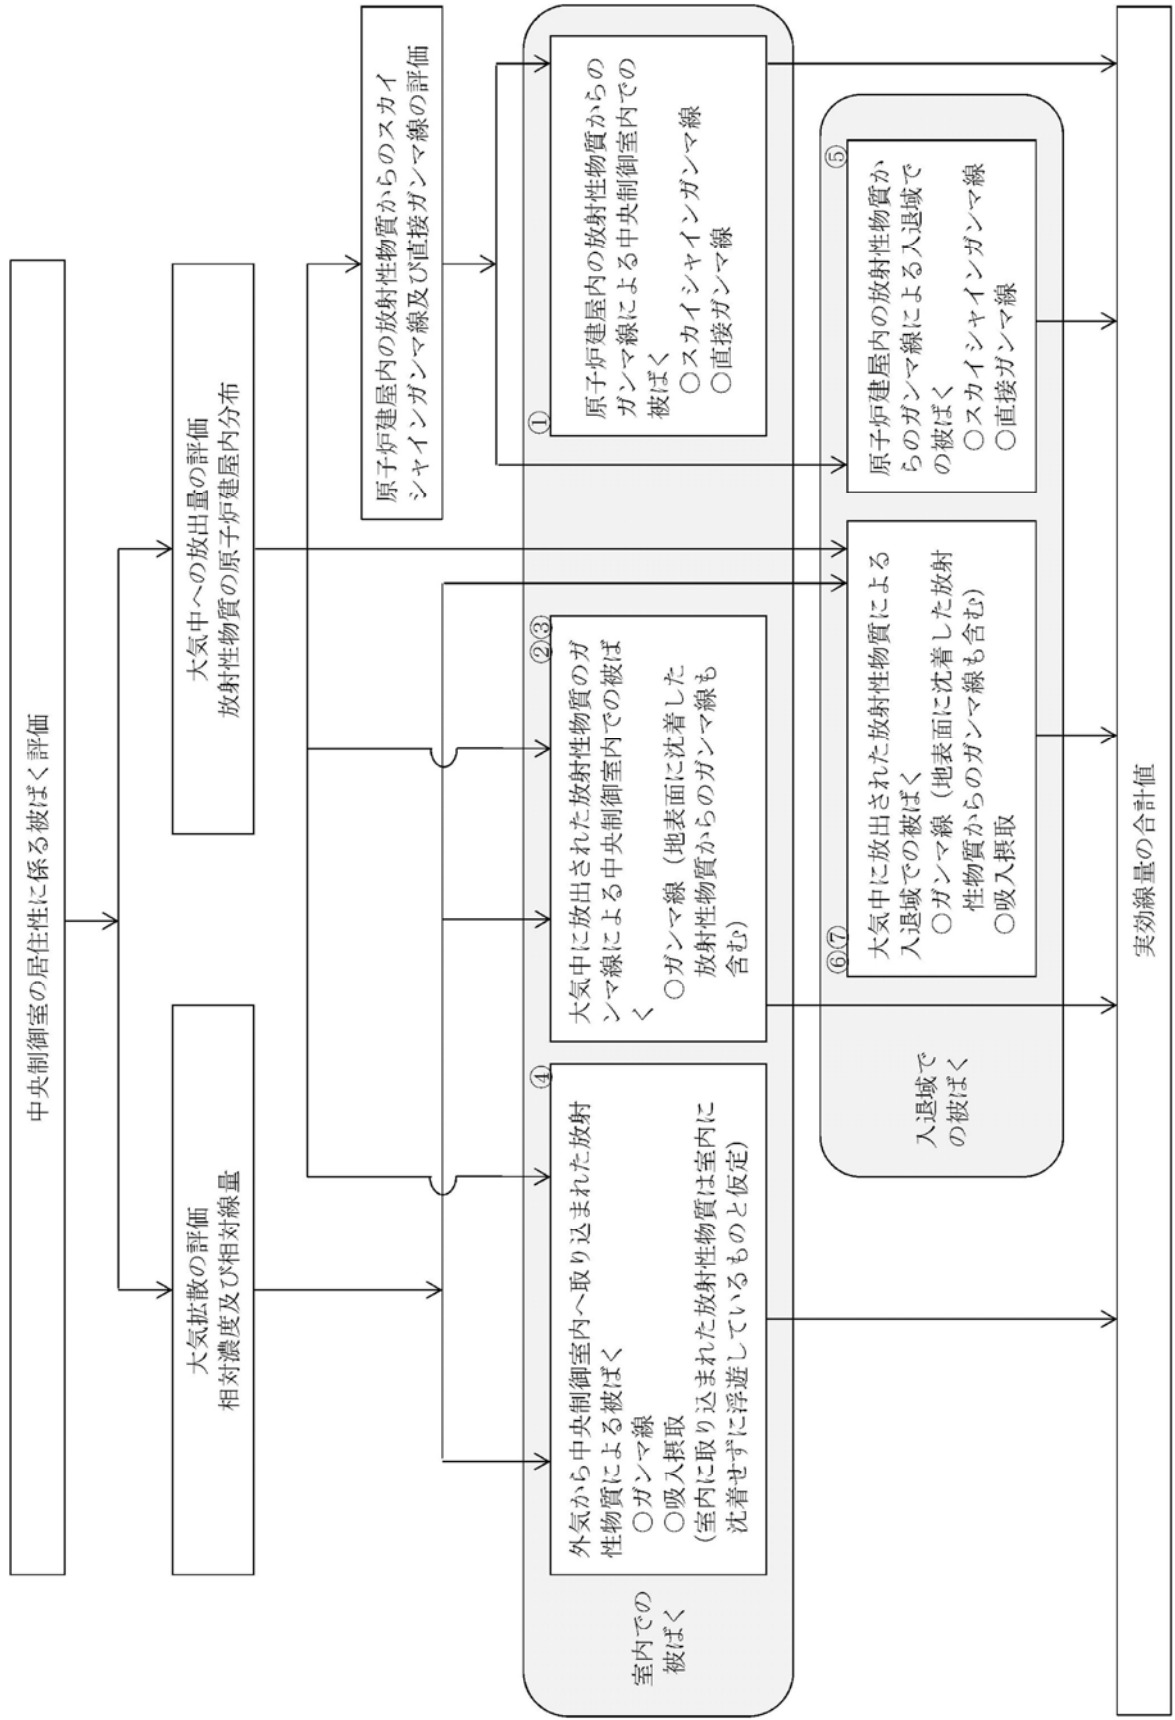 中央制御室の居住性に係る被ばく評価
大気拡散の評価
相対濃度及び相対線量
大気中への放出量の評価
放射性物質の原子炉建屋内分布
原子炉建屋内の放射性物質からのスカイ
シャインガンマ線及び直接ガンマ線の評価
室内での
被ばく
④
外気から中央制御室内へ取り込まれた放射
性物質による被ばく
○ガンマ線
○吸入摂取
(室内に取り込まれた放射性物質は室内に
沈着せずに浮遊しているものと仮定)
②③
大気中に放出された放射性物質のガ
ンマ線による中央制御室内での被ば
く
○ガンマ線（地表面に沈着した
放射性物質からのガンマ線も
含む）
①
原子炉建屋内の放射性物質からの
ガンマ線による中央制御室内での
被ばく
○スカイシャインガンマ線
○直接ガンマ線
入退域で
の被ばく
⑥⑦
大気中に放出された放射性物質による
入退域での被ばく
○ガンマ線（地表面に沈着した放射
性物質からのガンマ線も含む）
○吸入摂取
⑤
原子炉建屋内の放射性物質か
らのガンマ線による入退域で
の被ばく
○スカイシャインガンマ線
○直接ガンマ線
実効線量の合計値